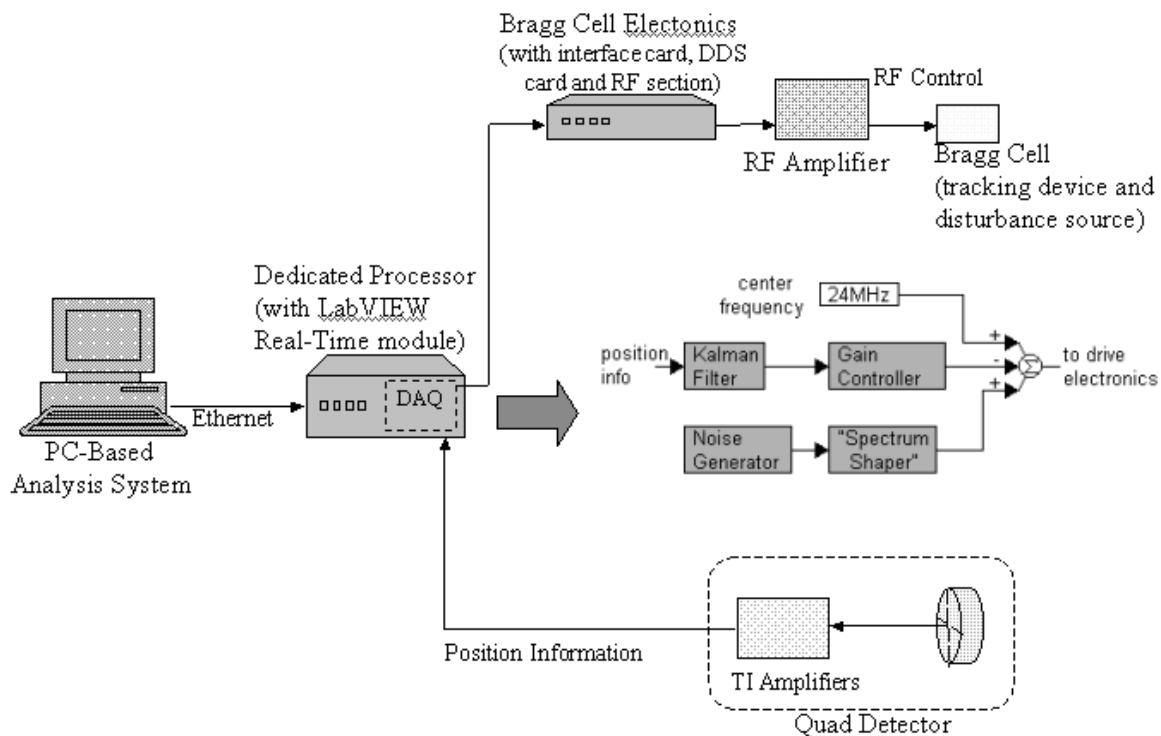 Bragg Cell Electonics
(with interface card, DDS
card and RF section)
RF Control
RF Amplifier
Bragg Cell
(tracking device and
disturbance source)
Dedicated Processor
(with LabVIEW
Real-Time module)
DAQ
Ethernet
PC-Based
Analysis System
center
frequency
24MHz
position
info
Kalman
Filter
Gain
Controller
+
-
+
Σ
to drive
electronics
Noise
Generator
"Spectrum
Shaper"
Position Information
TI Amplifiers
Quad Detector